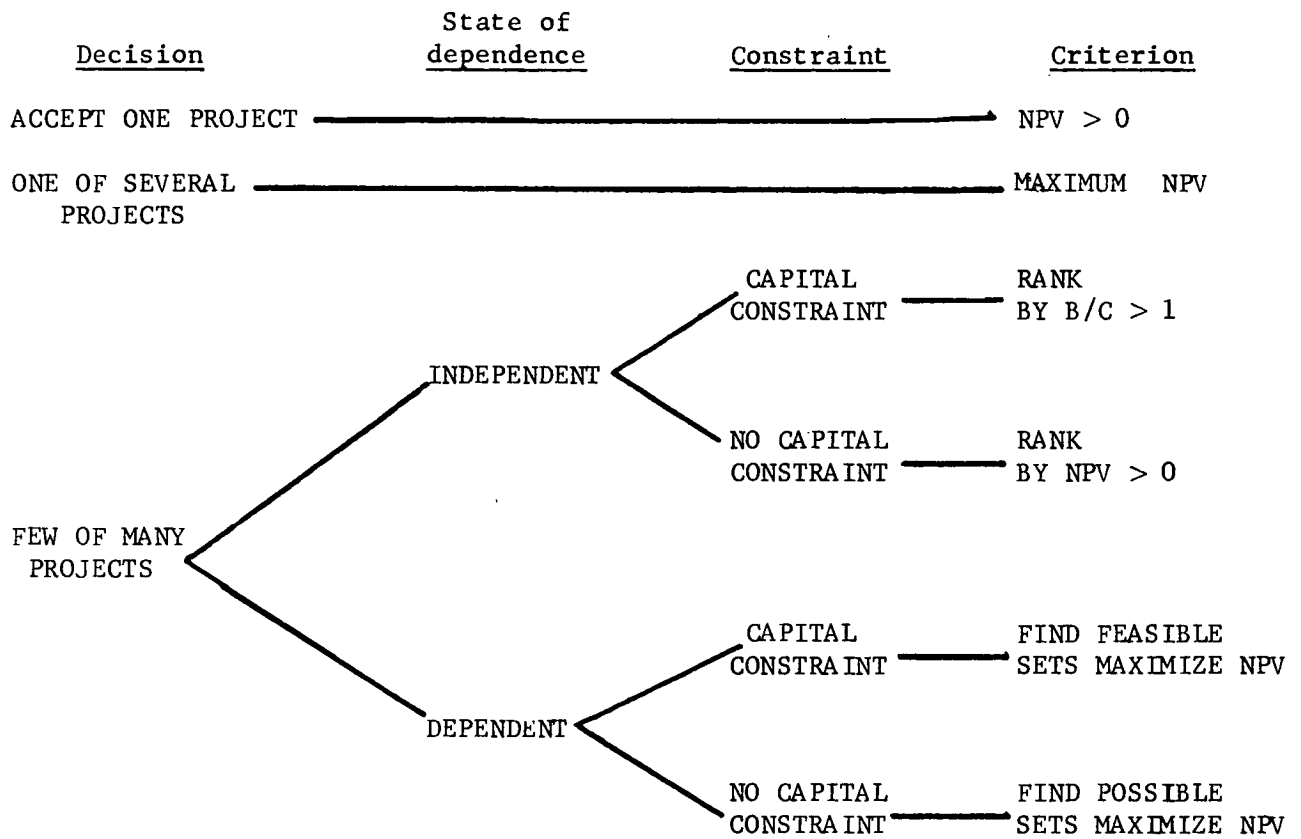 State of
Decision dependence Constraint Criterion
ACCEPT ONE PROJECT NPV > 0
ONE OF SEVERAL MAXIMUM NPV
PROJECTS
CAPITAL RANK
CONSTRAINT BY B/C > 1
INDEPENDENT
NO CAPITAL RANK
CONSTRAINT BY NPV > 0
FEW OF MANY
PROJECTS
CAPITAL FIND FEASIBLE
CONSTRAINT SETS MAXIMIZE NPV
DEPENDENT
NO CAPITAL FIND POSSIBLE
CONSTRAINT SETS MAXIMIZE NPV